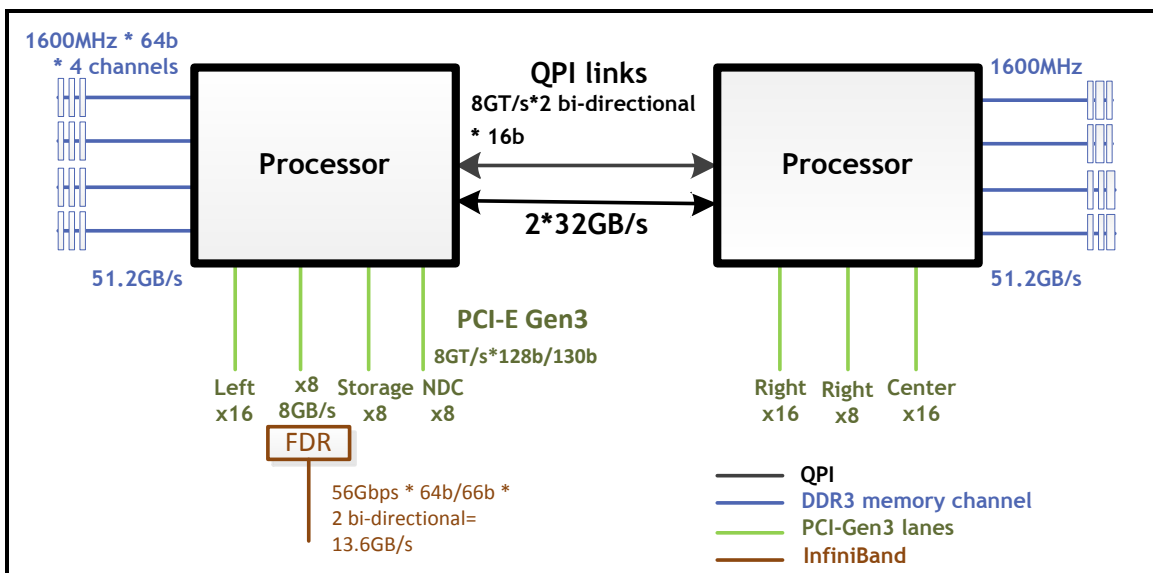 1600MHz * 64b
* 4 channels
51.2GB/s
Processor
QPI links
8GT/s*2 bi-directional
* 16b
2*32GB/s
Processor
1600MHz
51.2GB/s
PCI-E Gen3
8GT/s*128b/130b
Left
x16
x8
8GB/s
Storage
x8
NDC
x8
FDR
56Gbps * 64b/66b *
2 bi-directional=
13.6GB/s
Right
x16
Right
x8
Center
x16
QPI
DDR3 memory channel
PCI-Gen3 lanes
InfiniBand